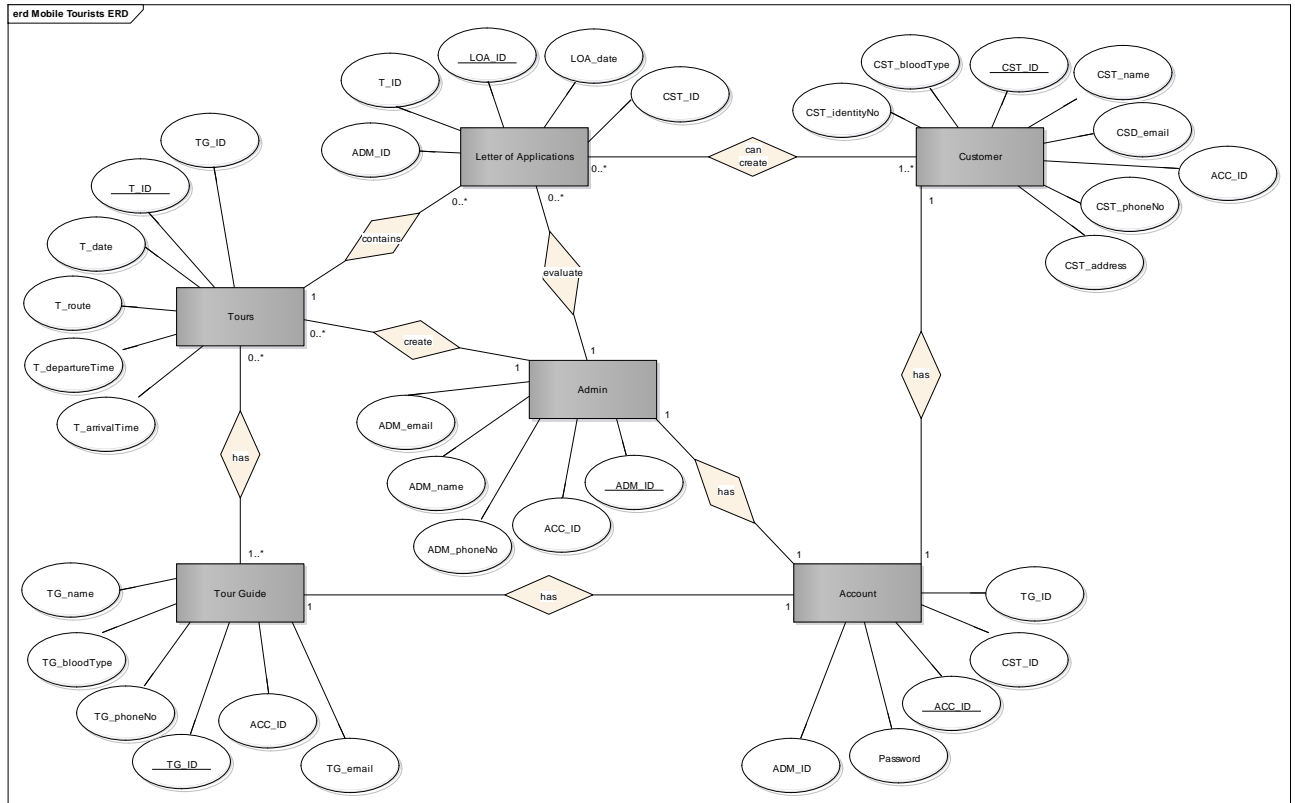 erd Mobile Tourists ERD
LOA_ID
LOA_date
T_ID
CST_ID
ADM_ID
Letter of Applications
0..*
can
create
1..*
CST_bloodType
CST_ID
CST_name
CST_identityNo
CSD_email
Customer
ACC_ID
CST_phoneNo
CST_address
1
TG_ID
T_ID
T_date
T_route
T_departureTime
T_arrivalTime
Tours
0..*
contains
1
0..*
evaluate
1
0..*
create
1
Admin
ADM_email
ADM_name
ADM_phoneNo
ACC_ID
ADM_ID
1
has
1
has
1
0..*
has
1..*
Tour Guide
TG_name
TG_bloodType
TG_phoneNo
TG_ID
ACC_ID
TG_email
1
has
1
Account
TG_ID
CST_ID
ACC_ID
Password
ADM_ID